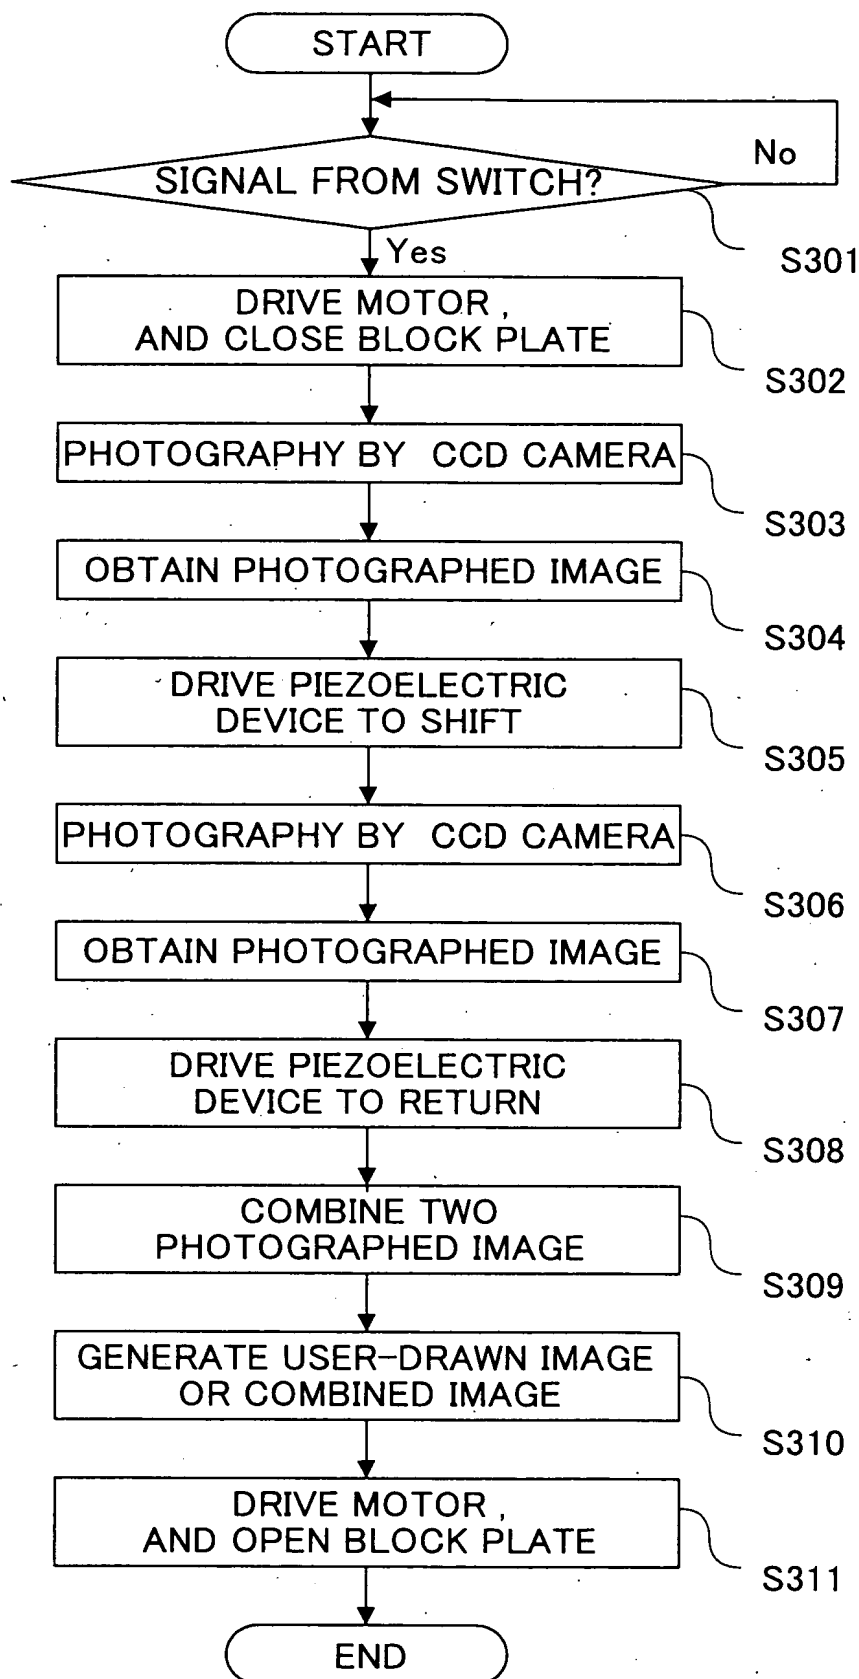 START
No
SIGNAL FROM SWITCH?
S301
Yes
DRIVE MOTOR ,
AND CLOSE BLOCK PLATE
S302
PHOTOGRAPHY BY CCD CAMERA
S303
OBTAIN PHOTOGRAPHED IMAGE
S304
DRIVE PIEZOELECTRIC
DEVICE TO SHIFT
S305
PHOTOGRAPHY BY CCD CAMERA
S306
OBTAIN PHOTOGRAPHED IMAGE
S307
DRIVE PIEZOELECTRIC
DEVICE TO RETURN
S308
COMBINE TWO
PHOTOGRAPHED IMAGE
S309
GENERATE USER-DRAWN IMAGE
OR COMBINED IMAGE
S310
DRIVE MOTOR ,
AND OPEN BLOCK PLATE
S311
END